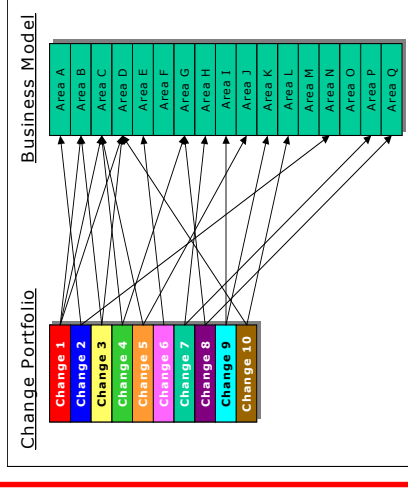 Business Model
Area A
Area B
Area C
Area D
Area E
Area F
Area G
Area H
Area I
Area J
Area K
Area L
Area M
Area N
Area O
Area P
Area Q
Change Portfolio
Change 1
Change 2
Change 3
Change 4
Change 5
Change 6
Change 7
Change 8
Change 9
Change 10